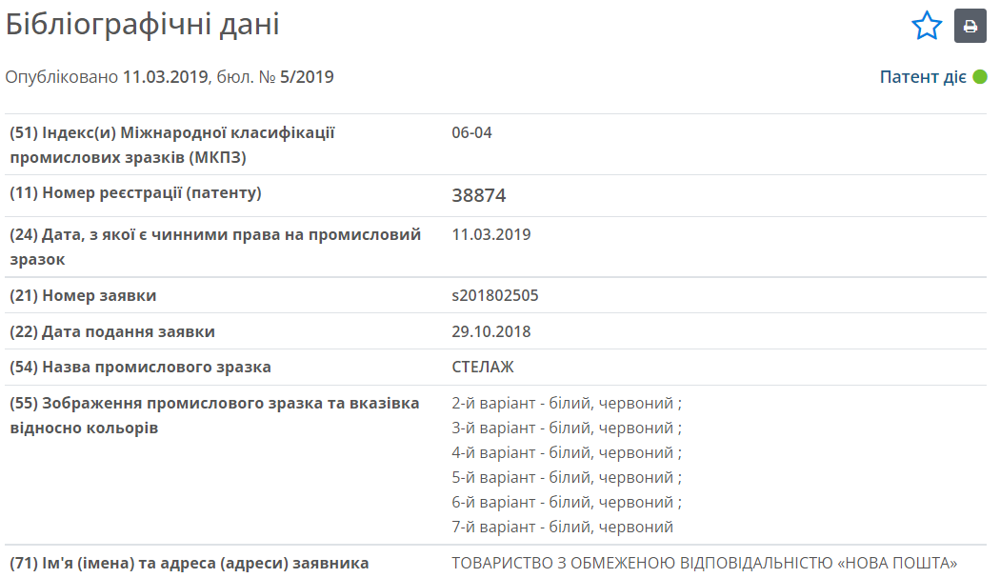 Бібліографічні дані
Опубліковано 11.03.2019, бюл. № 5/2019
Патент діє
(51) Індекс(и) Міжнародної класифікації
промислових зразків (МКПЗ)
06-04
(11) Номер реєстрації (патенту)
38874
(24) Дата, з якої є чинними права на промисловий
зразок
11.03.2019
(21) Номер заявки
s201802505
(22) Дата подання заявки
29.10.2018
(54) Назва промислового зразка
СТЕЛАЖ
(55) Зображення промислового зразка та вказівка
відносно кольорів
2-й варіант - білий, червоний ;
3-й варіант - білий, червоний ;
4-й варіант - білий, червоний ;
5-й варіант - білий, червоний ;
6-й варіант - білий, червоний ;
7-й варіант - білий, червоний
(71) Ім'я (імена) та адреса (адреси) заявника
ТОВАРИСТВО З ОБМЕЖЕНОЮ ВІДПОВІДАЛЬНІСТЮ «НОВА ПОШТА»